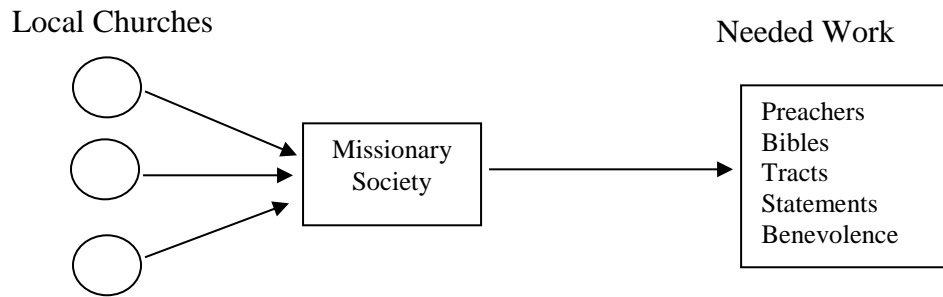 Local Churches
Needed Work
Missionary
Society
Preachers
Bibles
Tracts
Statements
Benevolence